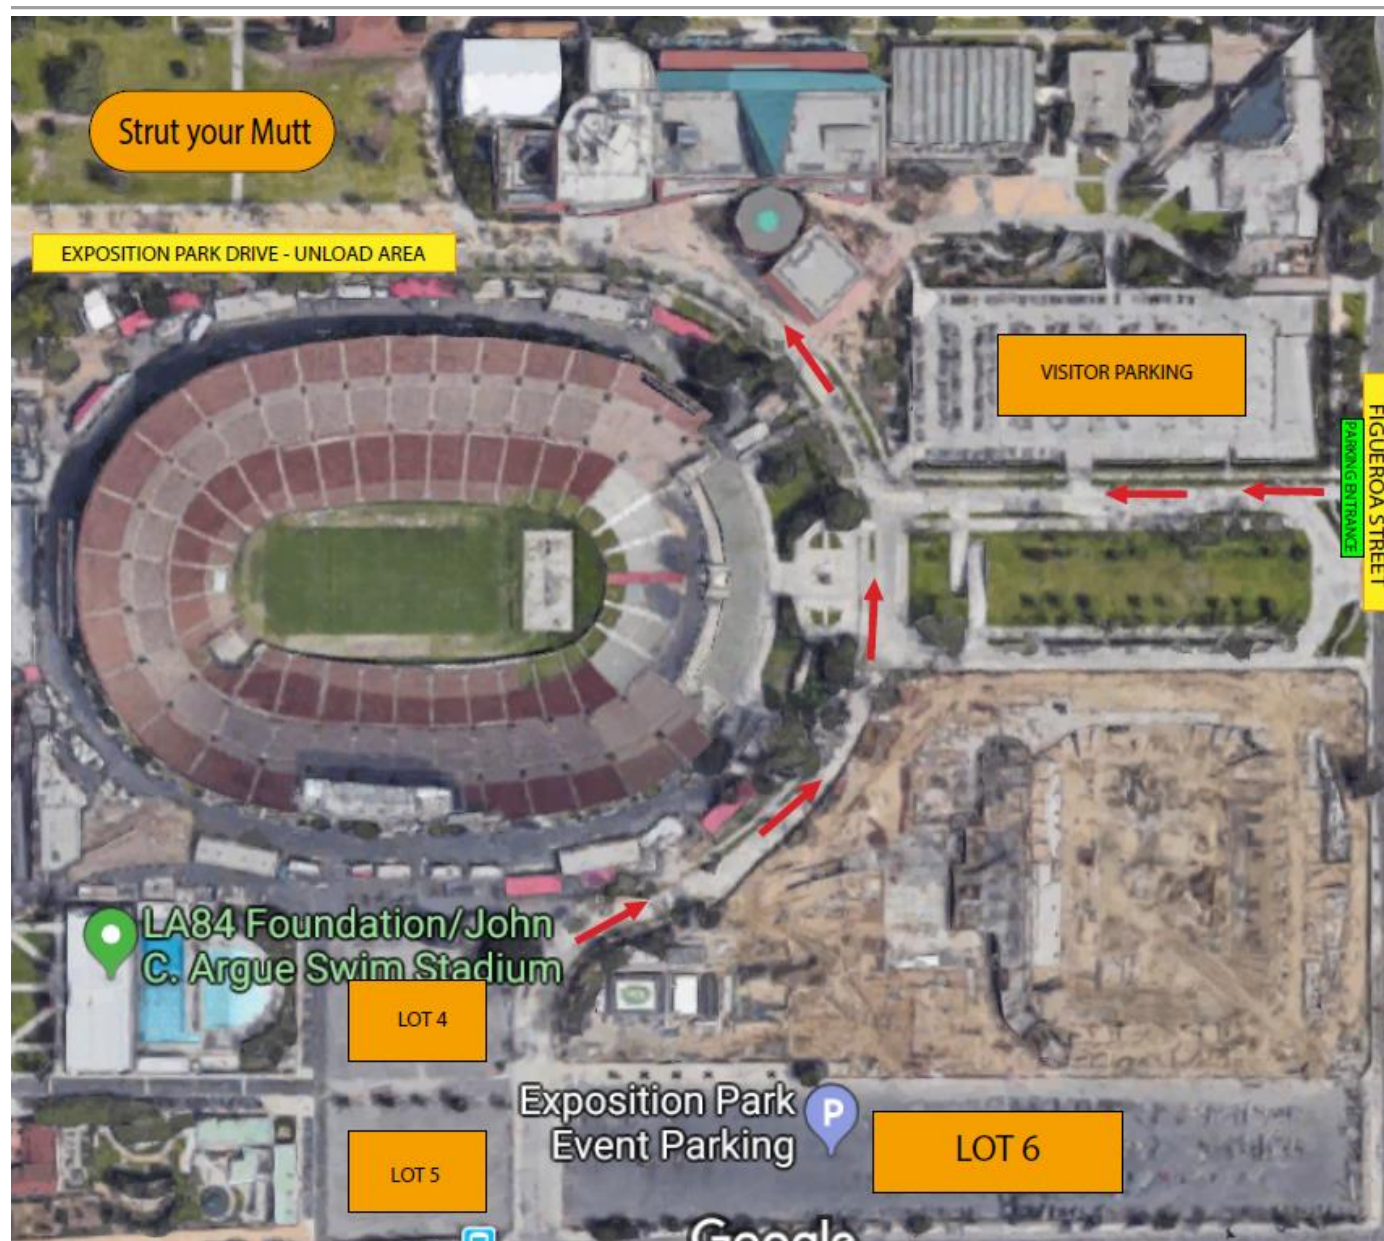 Strut your Mutt
EXPOSITION PARK DRIVE - UNLOAD AREA
VISITOR PARKING
FIGUEROA STREET
PARKING ENTRANCE
LA84 Foundation/John
C. Argue Swim Stadium
LOT 4
Exposition Park
Event Parking
P
LOT 6
LOT 5
Google